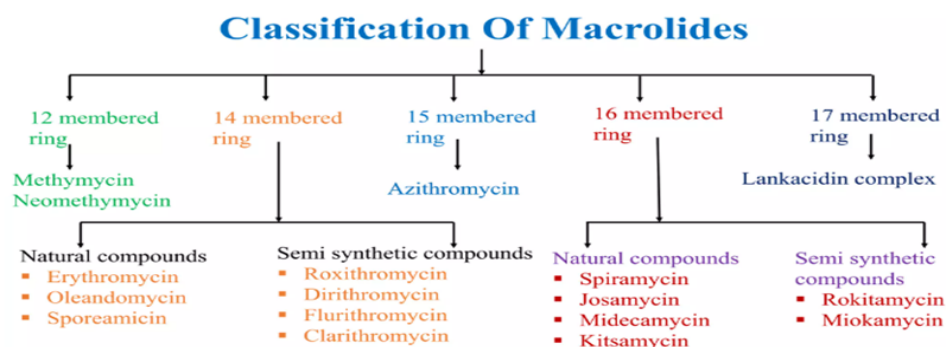 Classification Of Macrolides
12 membered
ring
14 membered
ring
15 membered
ring
16 membered
ring
17 membered
ring
Methymycin
Neomethymycin
Azithromycin
Lankacidin complex
Natural compounds
▪ Erythromycin
▪ Oleandomycin
▪ Sporeamicin
Semi synthetic compounds
▪ Roxithromycin
▪ Dirithromycin
▪ Flurithromycin
▪ Clarithromycin
Natural compounds
▪ Spiramycin
▪ Josamycin
▪ Midecamycin
▪ Kitsamycin
Semi synthetic
compounds
▪ Rokitamycin
▪ Miokamycin